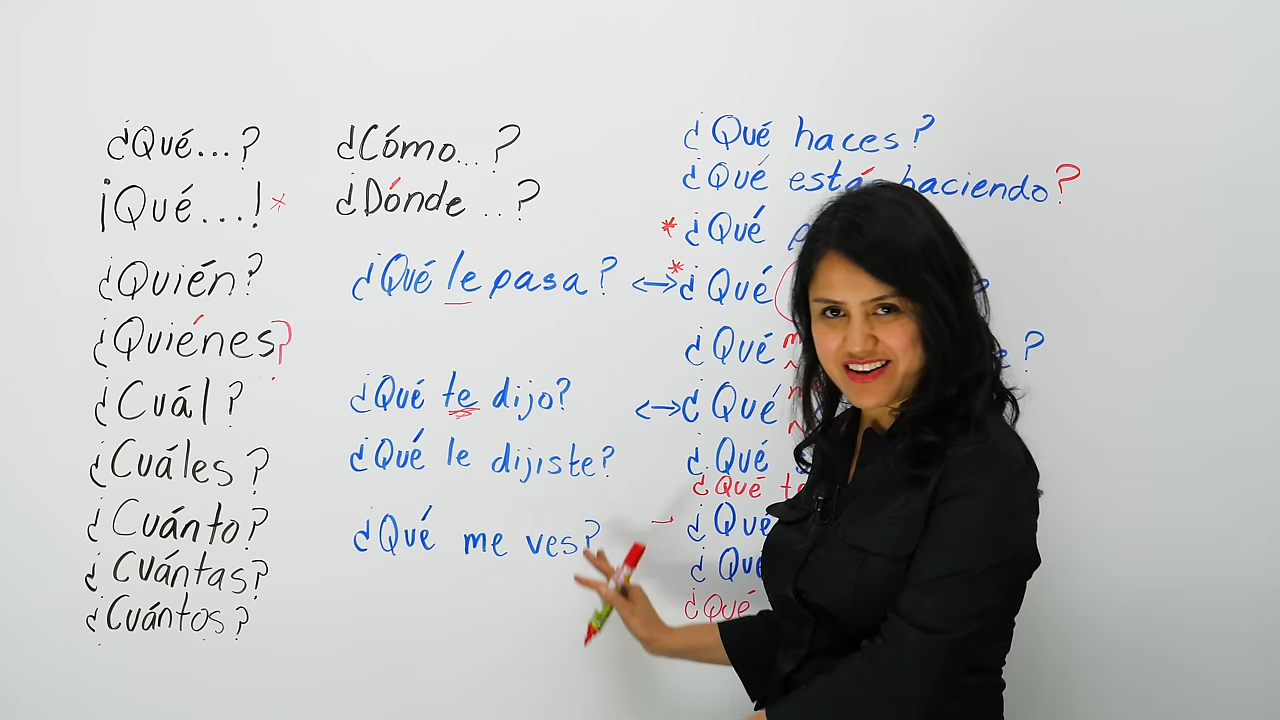 ¿Qué...?
¡Qué...!*
¿Quién?
¿Quiénes?
¿Cuál?
¿Cuáles?
¿Cuánto?
¿Cuántas?
¿Cuántos?
¿Cómo...?
¿Dónde...?
¿Qué le pasa?
¿Qué te dijo?
¿Qué le dijiste?
¿Qué me ves?
¿Qué haces?
¿Qué está haciendo?
*¿Qué
*↔¿Qué
¿Qué ?
↔¿Qué
¿Qué
¿Qué
¿Qué
¿Qué
¿Qué